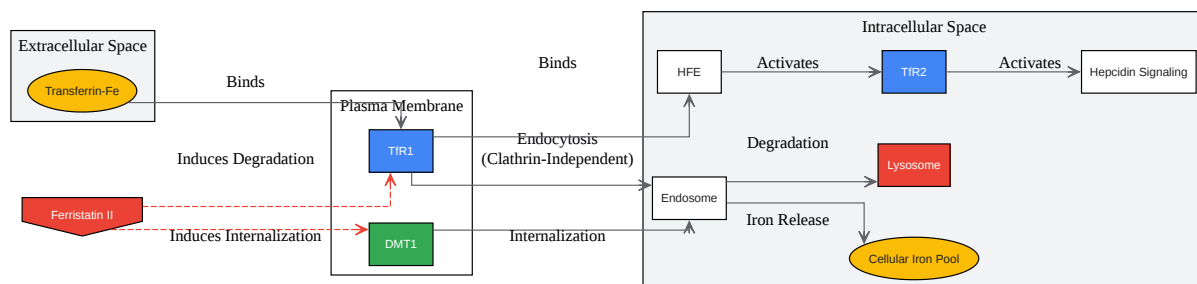 Intracellular Space
Extracellular Space
Binds
HFE
Activates
TfR2
Activates
Hepcidin Signaling
Transferrin-Fe
Binds
Plasma Membrane
TfR1
Endocytosis
(Clathrin-Independent)
Degradation
Induces Degradation
Lysosome
Endosome
Ferristatin II
Iron Release
Induces Internalization
DMT1
Internalization
Cellular Iron Pool